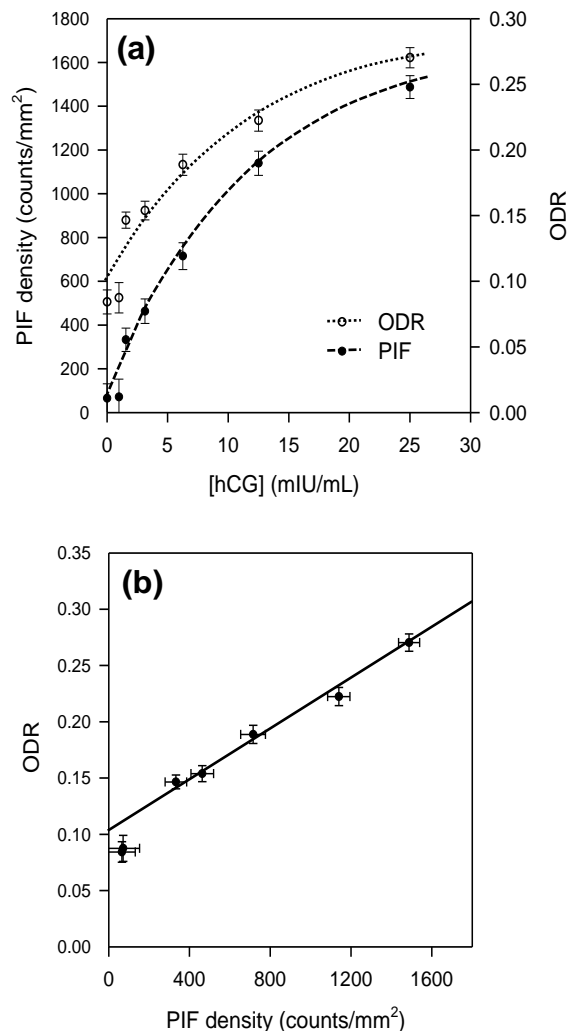 (a)
1800
1600
1400
1200
1000
800
600
400
200
0
PIF density (counts/mm²)
0.30
0.25
0.20
0.15
0.10
0.05
0.00
ODR
ODR
PIF
0 5 10 15 20 25 30
[hCG] (mIU/mL)
(b)
0.35
0.30
0.25
0.20
0.15
0.10
0.05
0.00
ODR
0 400 800 1200 1600
PIF density (counts/mm²)